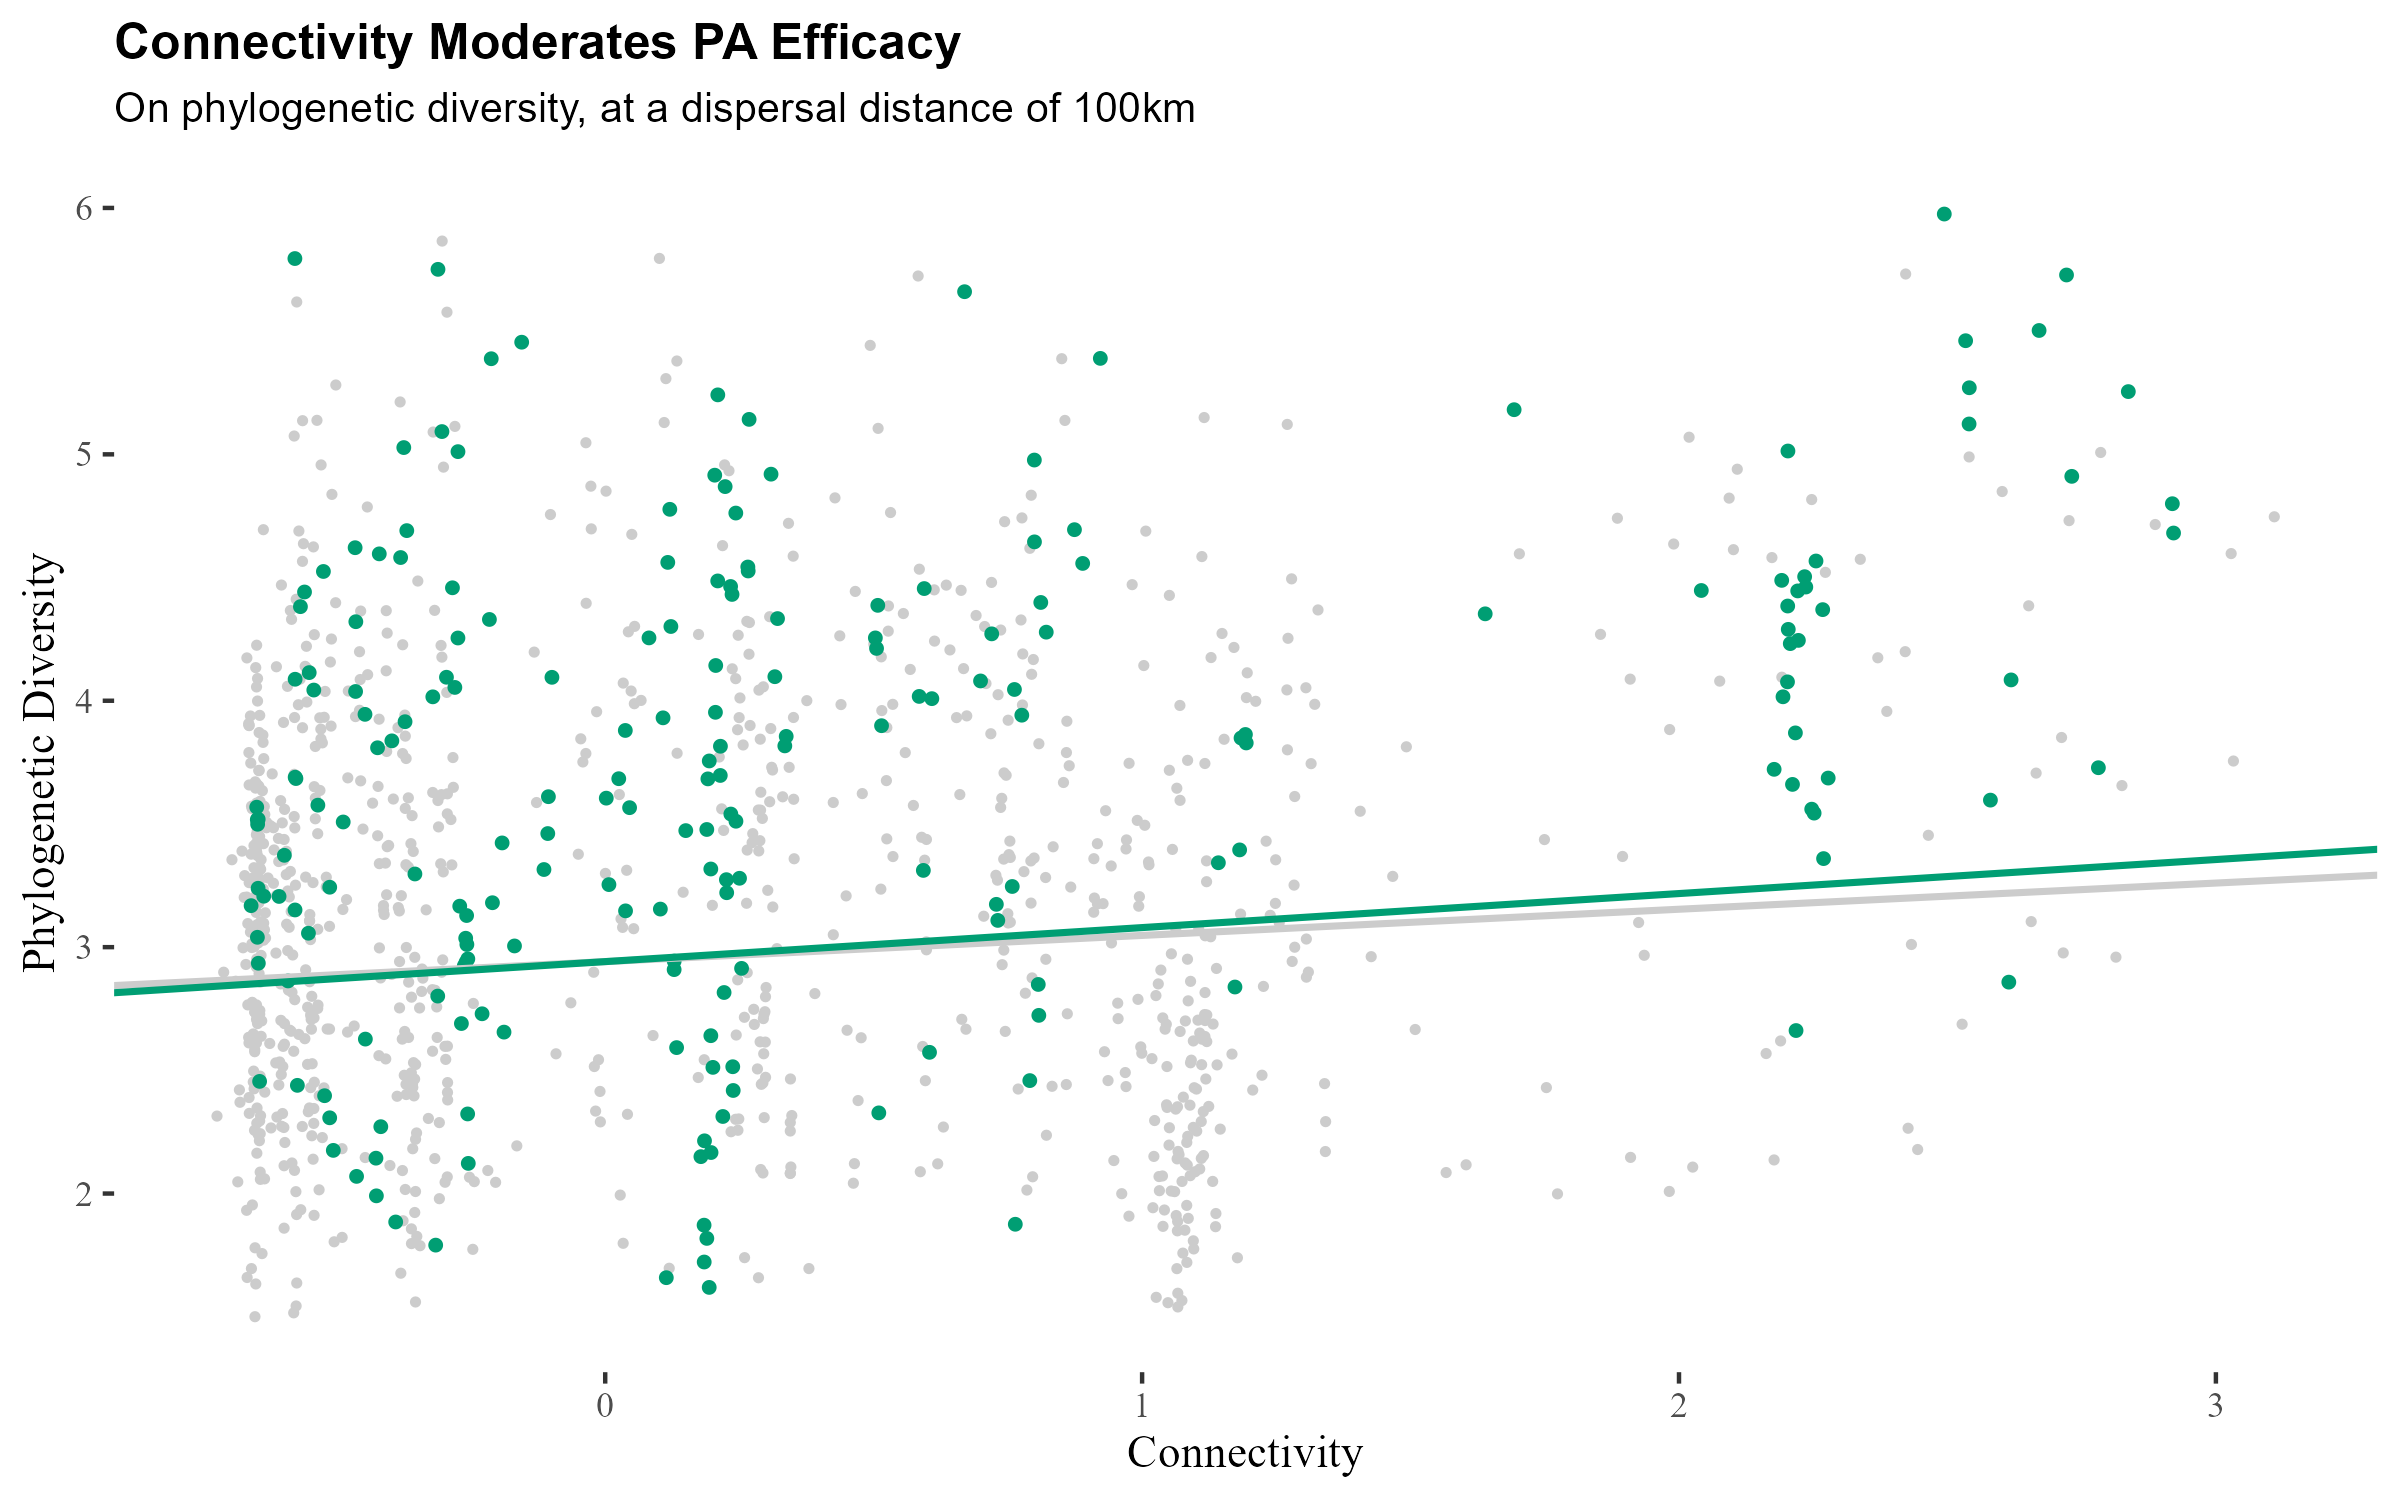 Connectivity Moderates PA Efficacy
On phylogenetic diversity, at a dispersal distance of 100km
6
5
4
3
2
Phylogenetic Diversity
0 1 2 3
Connectivity